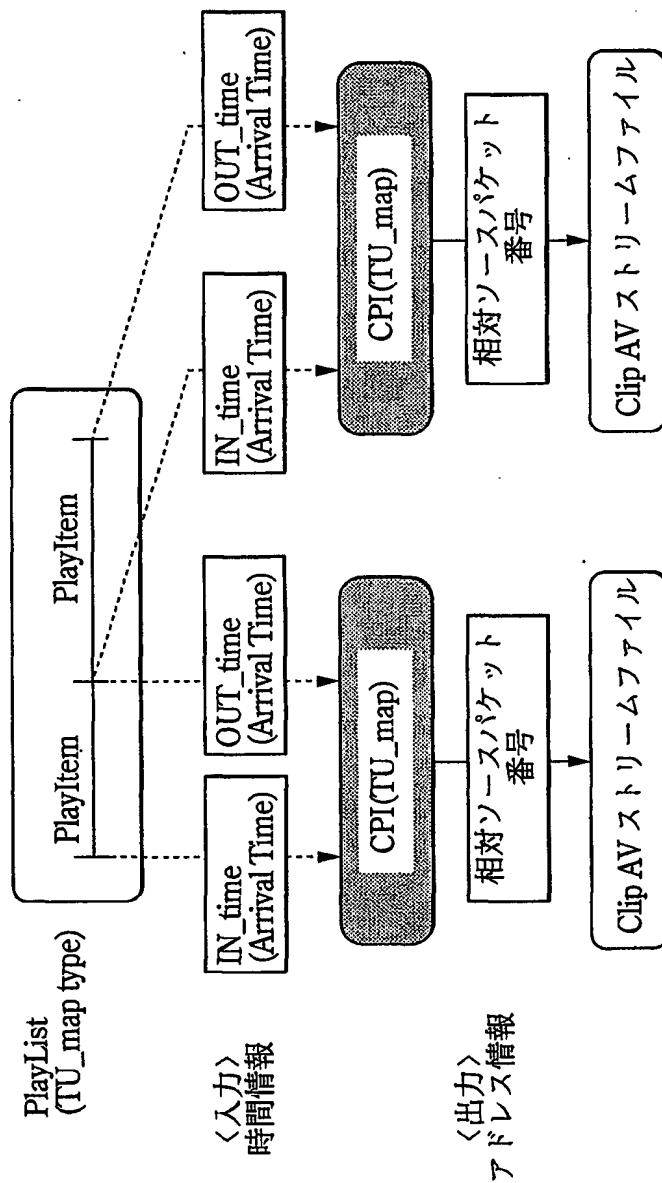 PlayList
(TU_map type)
PlayItem
PlayItem
〈入力〉
時間情報
IN_time
(Arrival Time)
OUT_time
(Arrival Time)
IN_time
(Arrival Time)
OUT_time
(Arrival Time)
CPI(TU_map)
CPI(TU_map)
〈出力〉
アドレス情報
相対ソースパケット
番号
相対ソースパケット
番号
Clip AV ストリームファイル
Clip AV ストリームファイル